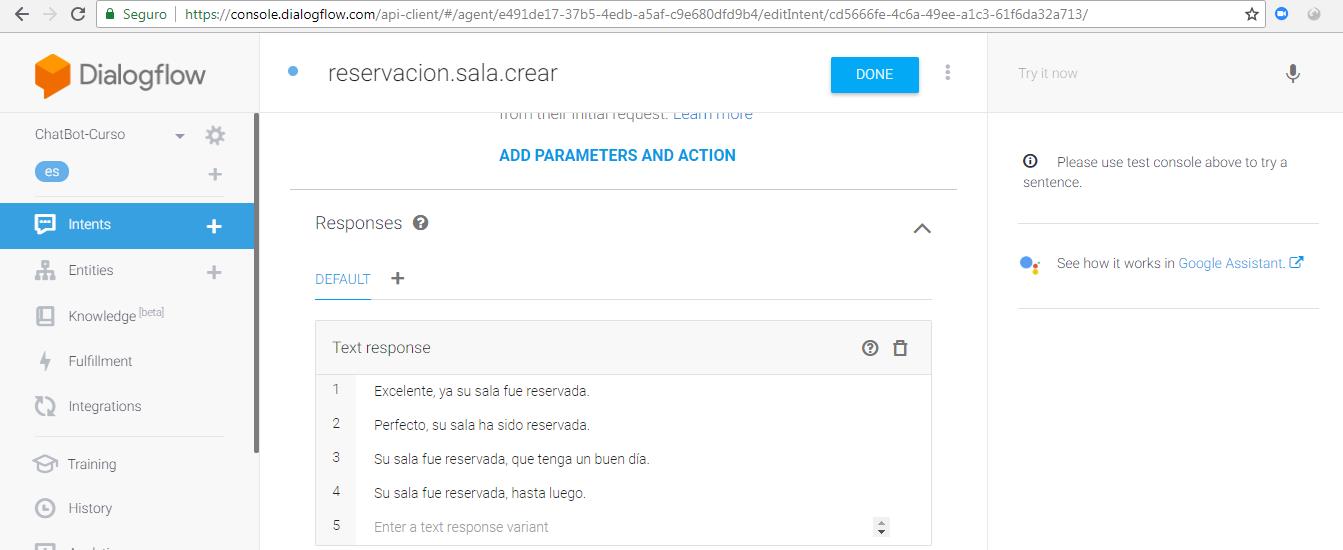 Seguro https://console.dialogflow.com/api-client/#/agent/e491de17-37b5-4edb-a5af-c9e680dfd9b4/editIntent/cd5666fe-4c6a-49ee-a1c3-61f6da32a713/
Dialogflow
reservacion.sala.crear
DONE
Try it now
ChatBot-Curso
es
Intents
Entities
Knowledge [beta]
Fulfillment
Integrations
Training
History
from their initial request. Learn more
ADD PARAMETERS AND ACTION
Responses
DEFAULT
Text response
1 Excelente, ya su sala fue reservada.
2 Perfecto, su sala ha sido reservada.
3 Su sala fue reservada, que tenga un buen día.
4 Su sala fue reservada, hasta luego.
5 Enter a text response variant
Please use test console above to try a
sentence.
See how it works in Google Assistant.